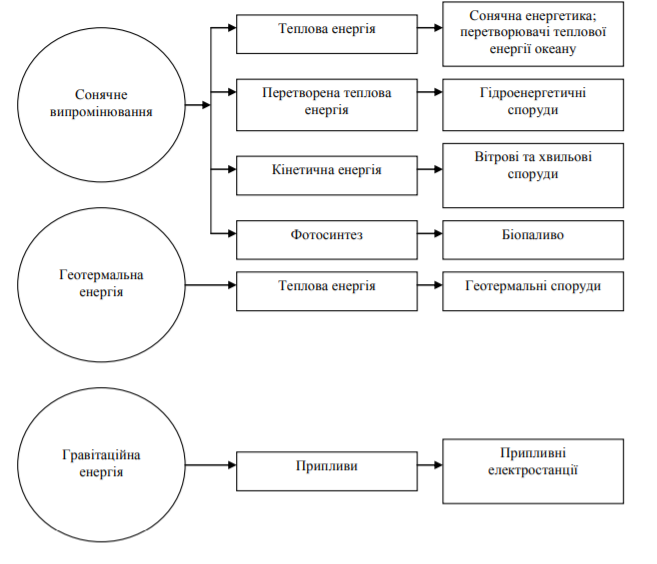 Сонячне
випромінювання
Теплова енергія
Сонячна енергетика;
перетворювачі теплової
енергії океану
Перетворена теплова
енергія
Гідроенергетичні
споруди
Кінетична енергія
Вітрові та хвильові
споруди
Фотосинтез
Біопаливо
Геотермальна
енергія
Теплова енергія
Геотермальні споруди
Гравітаційна
енергія
Припливи
Припливні
електростанції